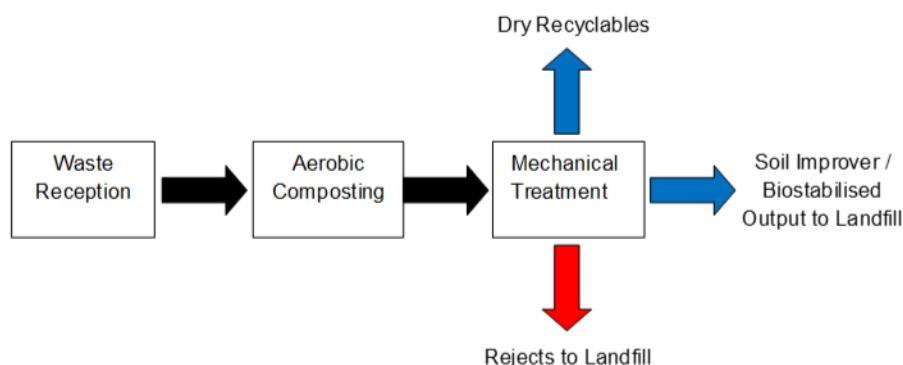 Dry Recyclables
Waste
Reception
Aerobic
Composting
Mechanical
Treatment
Soil Improver /
Biostabilised
Output to Landfill
Rejects to Landfill